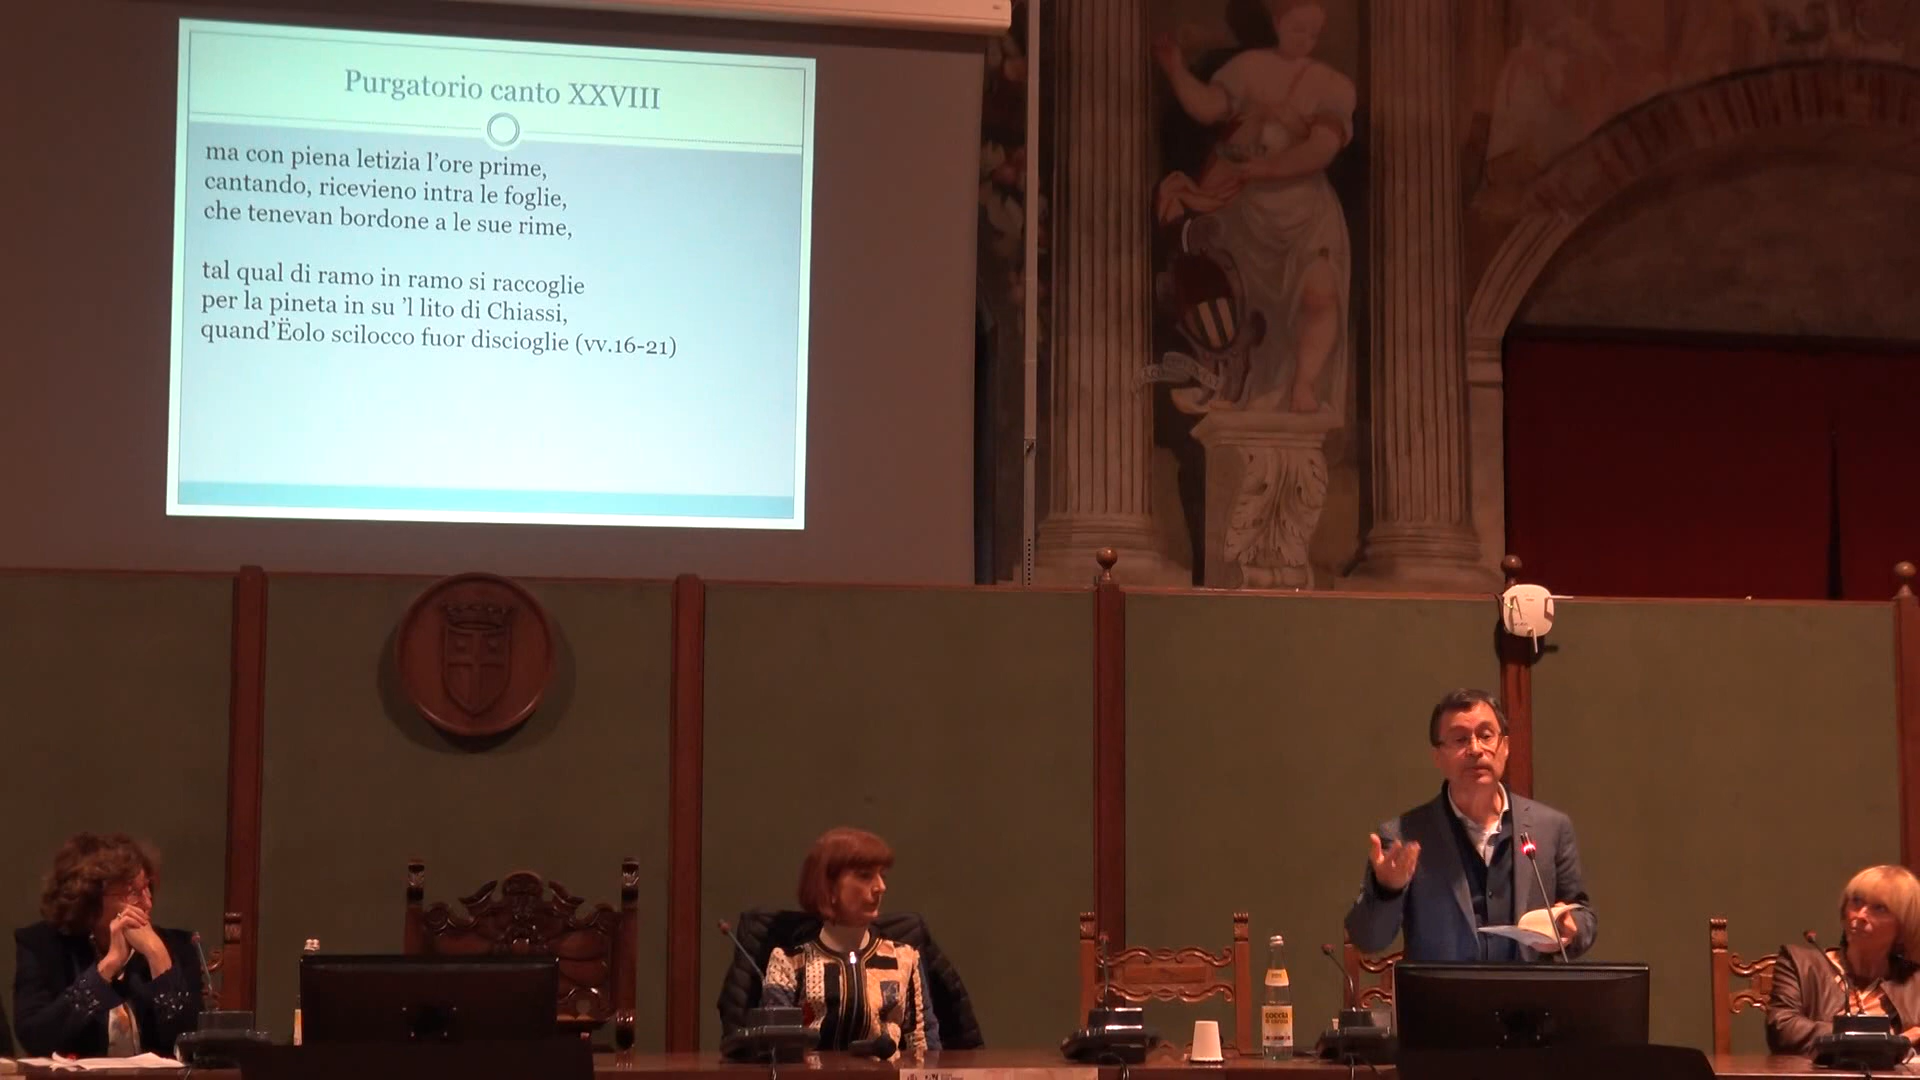 Purgatorio canto XXVIII
ma con piena letizia l'ore prime,
cantando, ricevieno intra le foglie,
che tenevan bordone a le sue rime,
tal qual di ramo in ramo si raccoglie
per la pineta in su 'l lito di Chiassi,
quand'Ëolo scilocco fuor discioglie (vv.16-21)